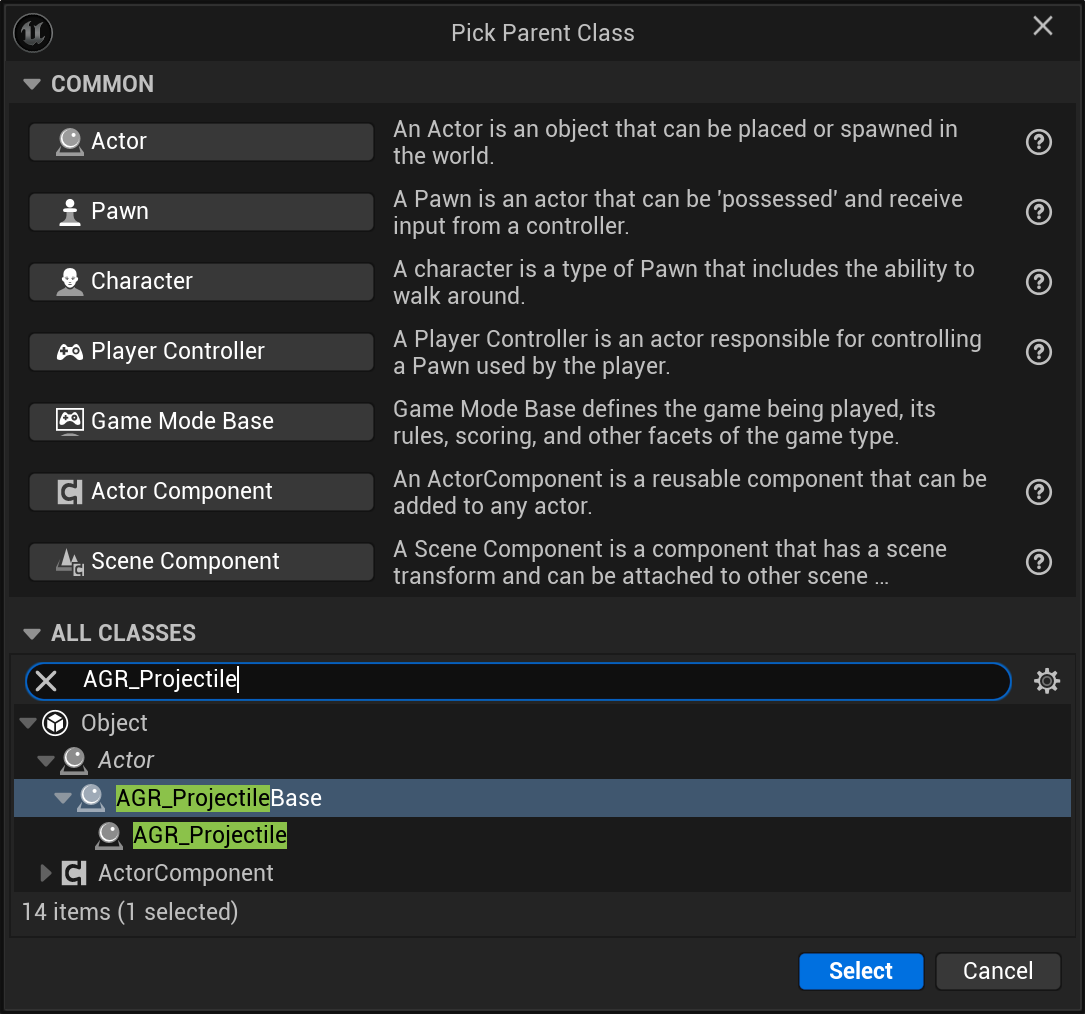 Pick Parent Class
COMMON
Actor
An Actor is an object that can be placed or spawned in
the world.
Pawn
A Pawn is an actor that can be 'possessed' and receive
input from a controller.
Character
A character is a type of Pawn that includes the ability to
walk around.
Player Controller
A Player Controller is an actor responsible for controlling
a Pawn used by the player.
Game Mode Base
Game Mode Base defines the game being played, its
rules, scoring, and other facets of the game type.
Actor Component
An ActorComponent is a reusable component that can be
added to any actor.
Scene Component
A Scene Component is a component that has a scene
transform and can be attached to other scene ...
ALL CLASSES
AGR_Projectile
Object
Actor
AGR_ProjectileBase
AGR_Projectile
ActorComponent
14 items (1 selected)
Select
Cancel